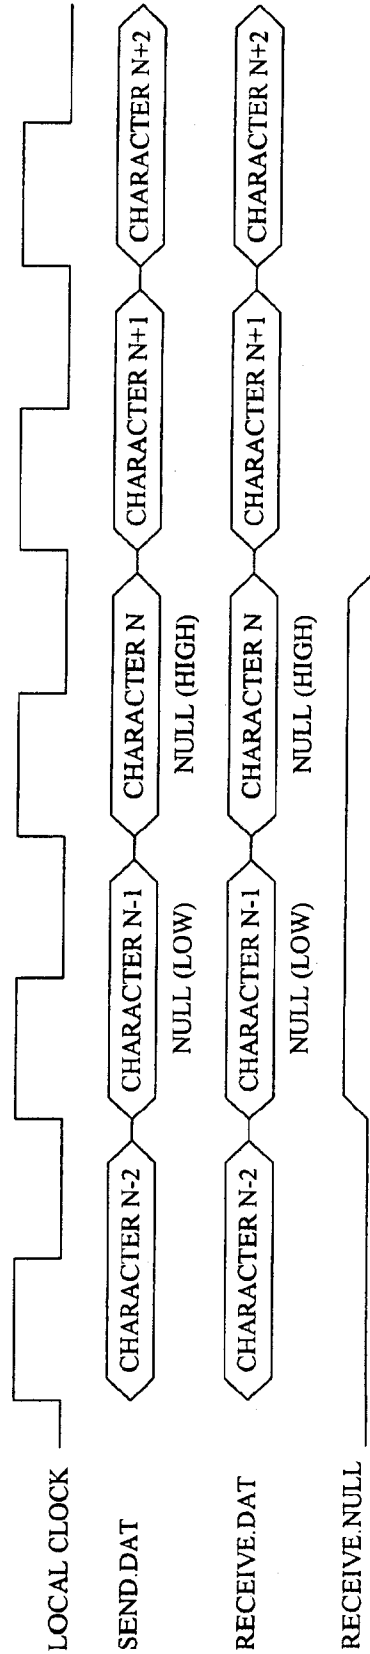 LOCAL CLOCK
SEND.DAT
CHARACTER N-2
CHARACTER N-1
CHARACTER N
CHARACTER N+1
CHARACTER N+2
NULL (LOW)
NULL (HIGH)
RECEIVE.DAT
CHARACTER N-2
CHARACTER N-1
CHARACTER N
CHARACTER N+1
CHARACTER N+2
NULL (LOW)
NULL (HIGH)
RECEIVE.NULL